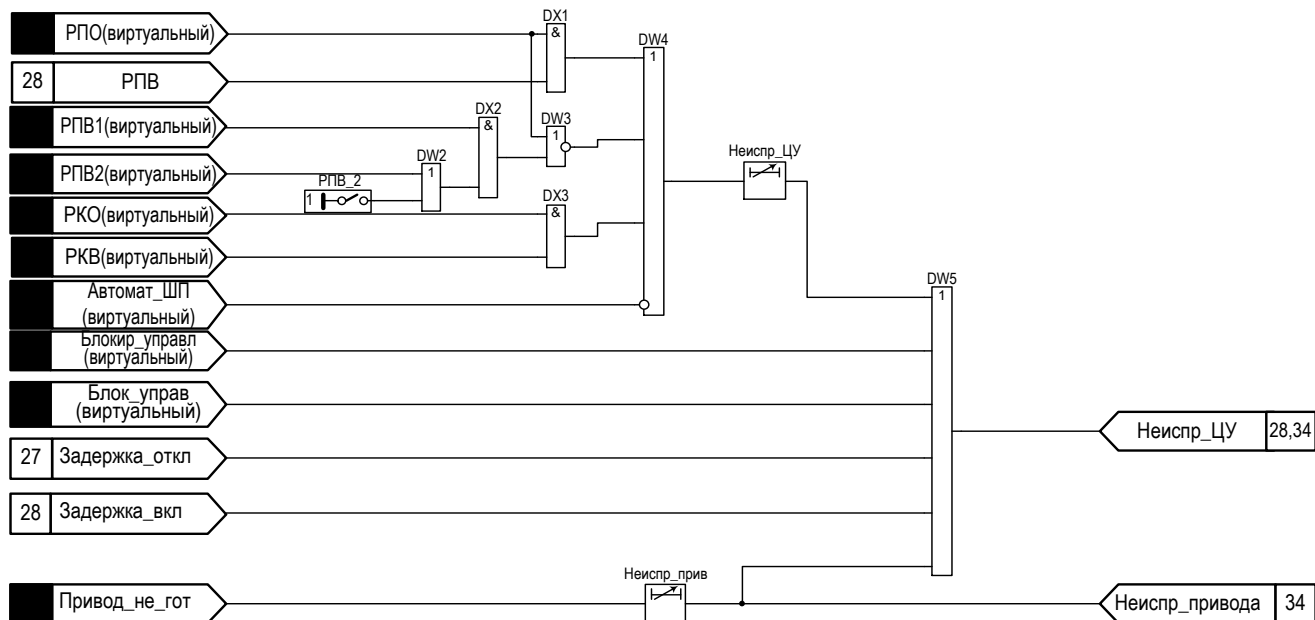 DX1
РПО(виртуальный)
&
DW4
1
28 РПВ
DX2
РПВ1(виртуальный)
&
DW3
1
DW2
Неиспр_ЦУ
РПВ2(виртуальный)
1
РПВ_2
1
DX3
РКО(виртуальный)
&
РКВ(виртуальный)
DW5
Автомат_ШП
(виртуальный)
1
Блокир_управл
(виртуальный)
Блок_управ
(виртуальный)
Неиспр_ЦУ 28,34
27 Задержка_откл
28 Задержка_вкл
Неиспр_прив
Привод_не_гот
Неиспр_привода 34